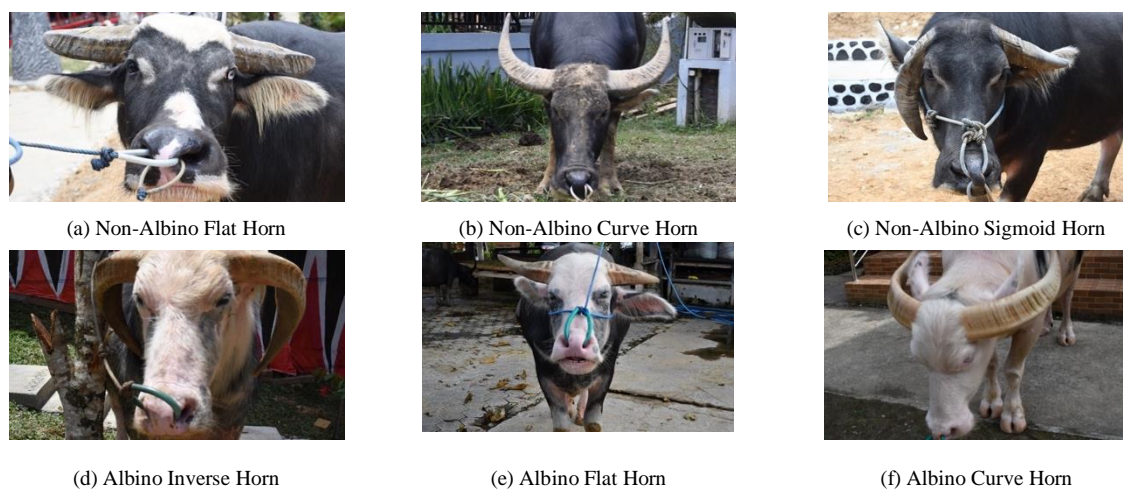 (a) Non-Albino Flat Horn
(b) Non-Albino Curve Horn
(c) Non-Albino Sigmoid Horn
(d) Albino Inverse Horn
(e) Albino Flat Horn
(f) Albino Curve Horn